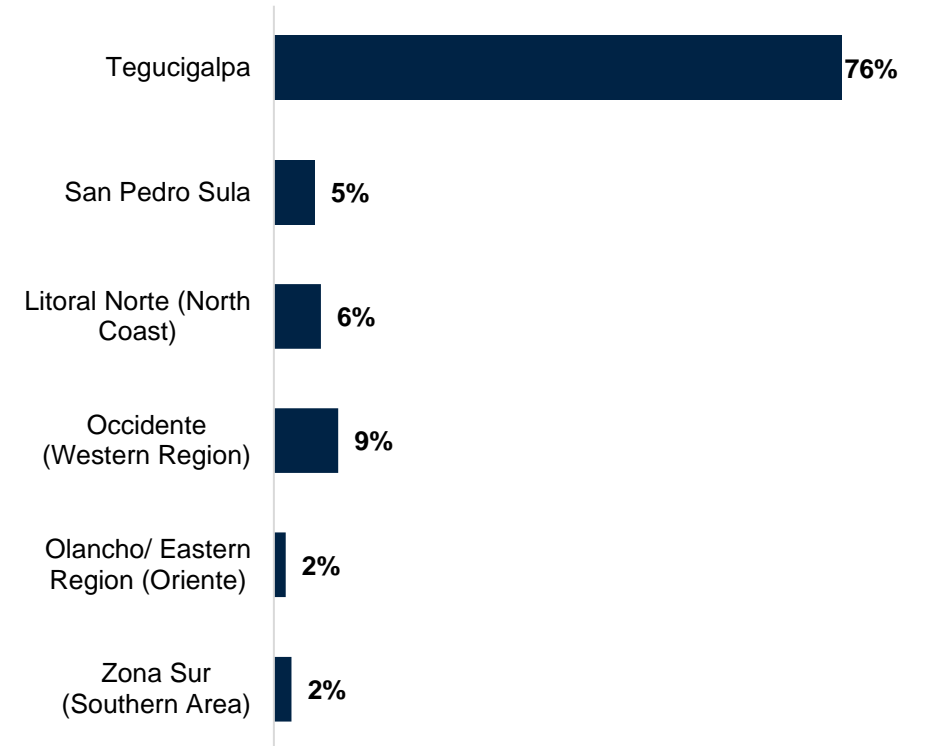 Tegucigalpa
76%
San Pedro Sula
5%
Litoral Norte (North
Coast)
6%
Occidente
(Western Region)
9%
Olancho/ Eastern
Region (Oriente)
2%
Zona Sur
(Southern Area)
2%